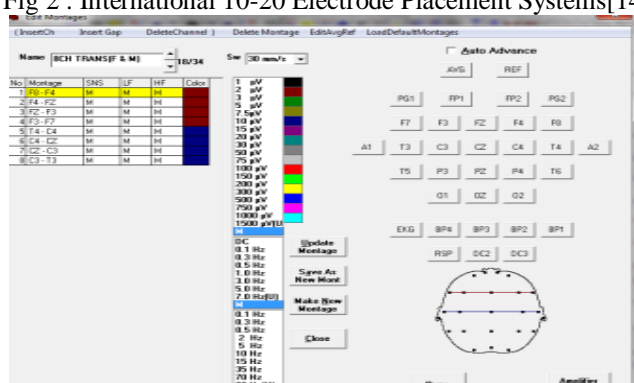 Fig 2 . International 10-20 Electrode Placement Systems[14
Edit Montages
(InsertCh Insert Gap DeleteChannel ) Delete Montage EditAvgRef LoadDefaultMontages
Name 8CH TRANS(F & M) 18/34 Sw 30 mm/s
Auto Advance
AVG REF
No Montage SNS LF HF Color
1 F8 - F4 M M M
2 F4 - FZ M M M
3 FZ - F3 M M M
4 F3 - F7 M M M
5 T4 - C4 M M M
6 C4 - CZ M M M
7 CZ - C3 M M M
8 C3 - T3 M M M
1 µV
2 µV
3 µV
5 µV
7.5µV
10 µV
15 µV
20 µV
30 µV
50 µV
75 µV
100 µV
150 µV
200 µV
300 µV
500 µV
750 µV
1000 µV
1500 µV(U
M
DC
0.1 Hz
0.3 Hz
0.5 Hz
1.0 Hz
3.0 Hz
5.0 Hz
7.0 Hz(U)
M
0.1 Hz
0.3 Hz
0.5 Hz
2 Hz
5 Hz
10 Hz
15 Hz
35 Hz
70 Hz
Update
Montage
Save As
New Mont
Make New
Montage
Close
PG1 FP1 FP2 PG2
F7 F3 FZ F4 F8
A1 T3 C3 CZ C4 T4 A2
T5 P3 PZ P4 T6
O1 OZ O2
EKG BP4 BP3 BP2 BP1
RSP DC2 DC3
Amplifier